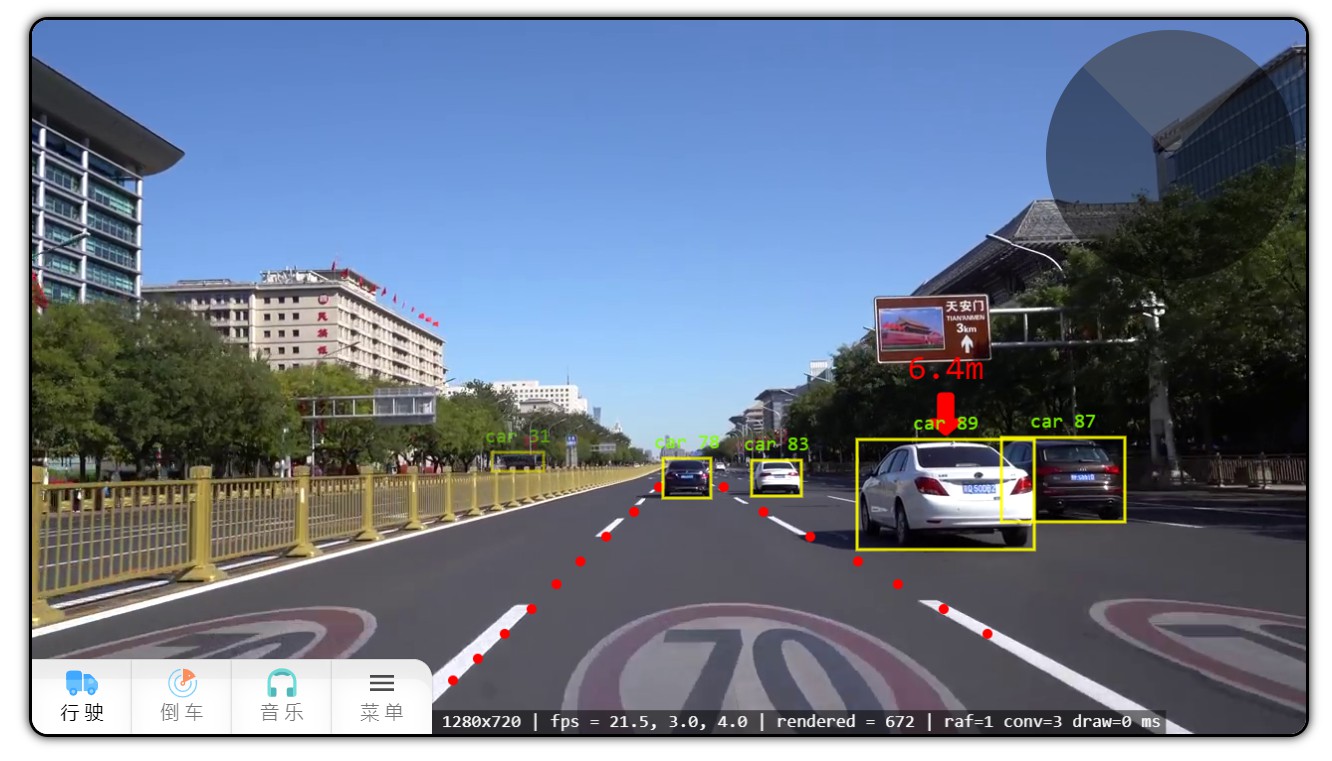 天安门
TIAN'ANMEN
3km
6.4m
car 89
car 87
car 31
car 78
car 83
70
行驶
倒车
音乐
菜单
1280x720 | fps = 21.5, 3.0, 4.0 | rendered = 672 | raf=1 conv=3 draw=0 ms